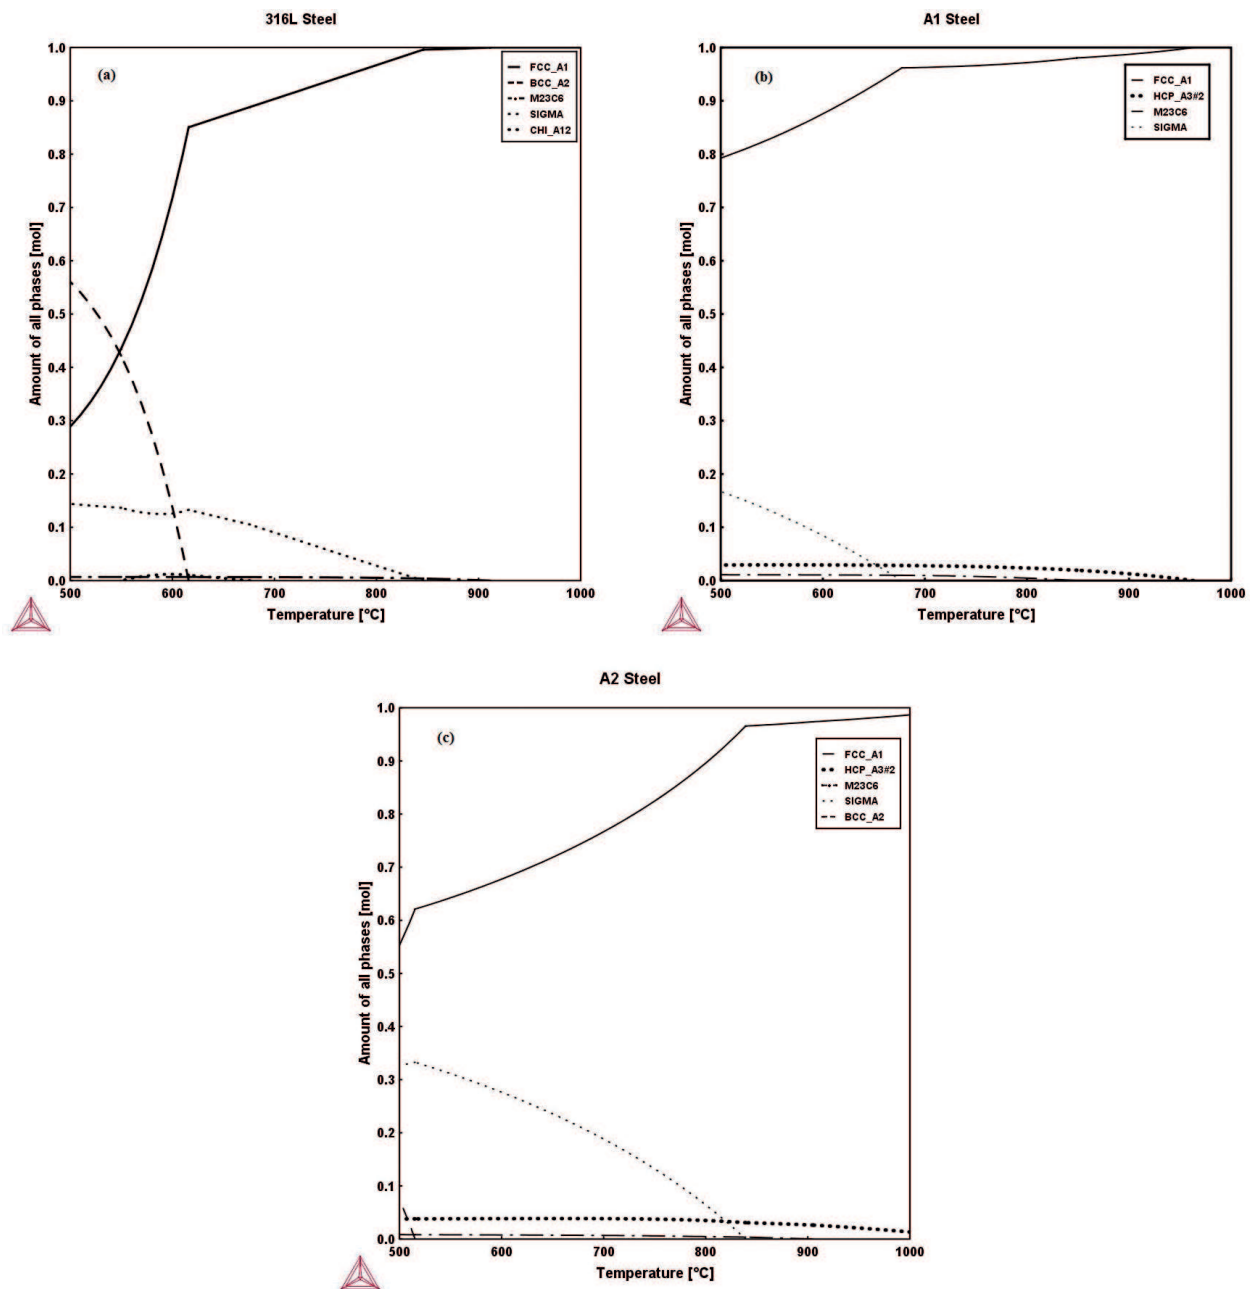 316L Steel
(a)
FCC_A1
BCC_A2
M23C6
SIGMA
CHI_A12
Amount of all phases [mol]
1.0
0.9
0.8
0.7
0.6
0.5
0.4
0.3
0.2
0.1
0.0
500 600 700 800 900 1000
Temperature [°C]
A1 Steel
(b)
FCC_A1
HCP_A3#2
M23C6
SIGMA
Amount of all phases [mol]
1.0
0.9
0.8
0.7
0.6
0.5
0.4
0.3
0.2
0.1
0.0
500 600 700 800 900 1000
Temperature [°C]
A2 Steel
(c)
FCC_A1
HCP_A3#2
M23C6
SIGMA
BCC_A2
Amount of all phases [mol]
1.0
0.9
0.8
0.7
0.6
0.5
0.4
0.3
0.2
0.1
0.0
500 600 700 800 900 1000
Temperature [°C]